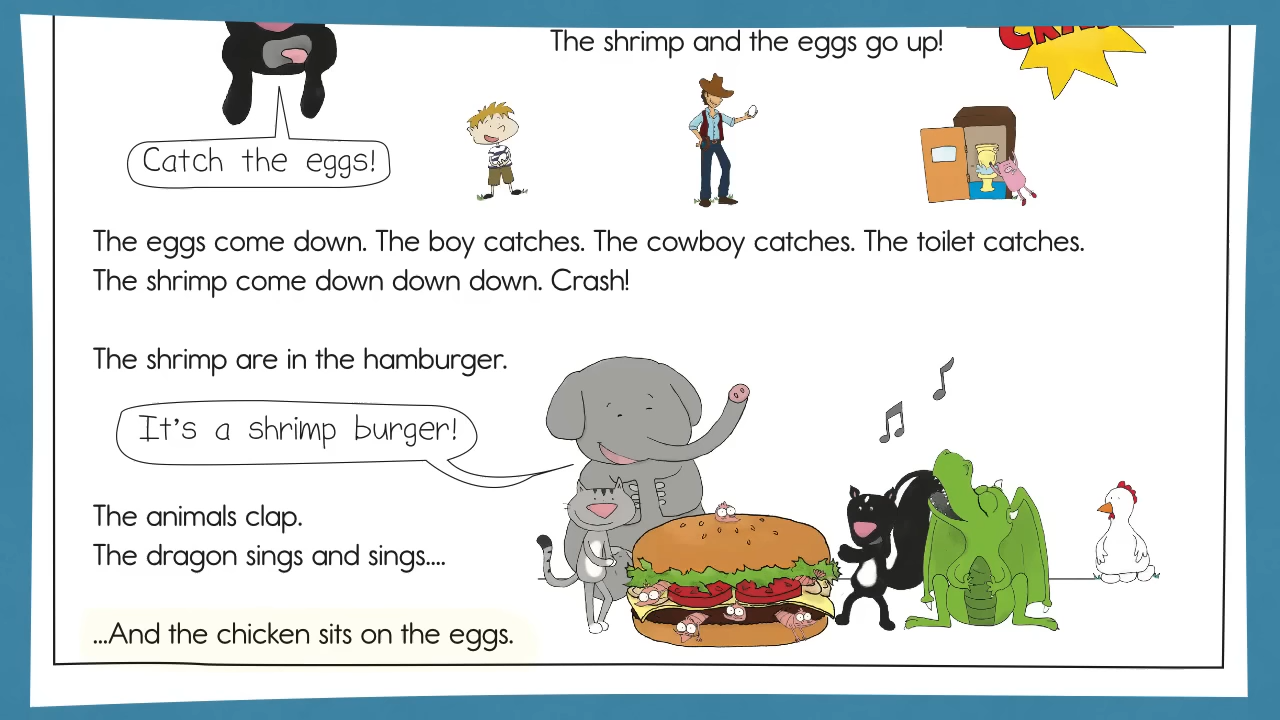 The shrimp and the eggs go up!
Catch the eggs!
The eggs come down. The boy catches. The cowboy catches. The toilet catches.
The shrimp come down down down. Crash!
The shrimp are in the hamburger.
It's a shrimp burger!
The animals clap.
The dragon sings and sings....
...And the chicken sits on the eggs.